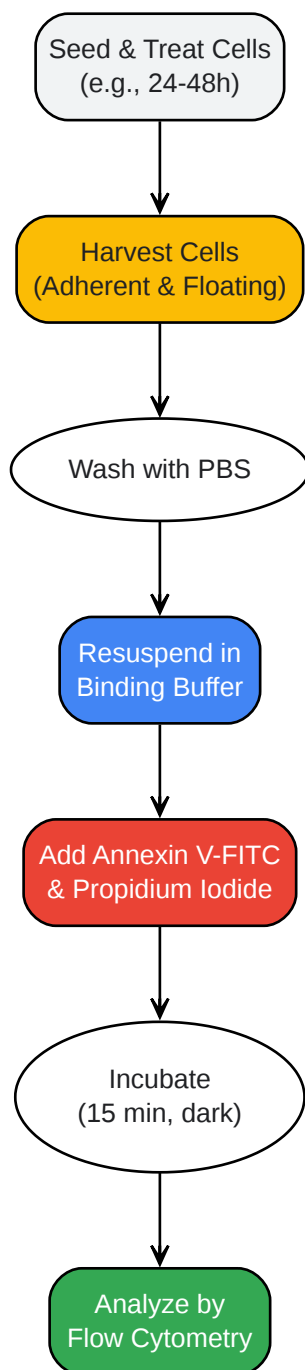 Seed & Treat Cells
(e.g., 24-48h)
Harvest Cells
(Adherent & Floating)
Wash with PBS
Resuspend in
Binding Buffer
Add Annexin V-FITC
& Propidium Iodide
Incubate
(15 min, dark)
Analyze by
Flow Cytometry